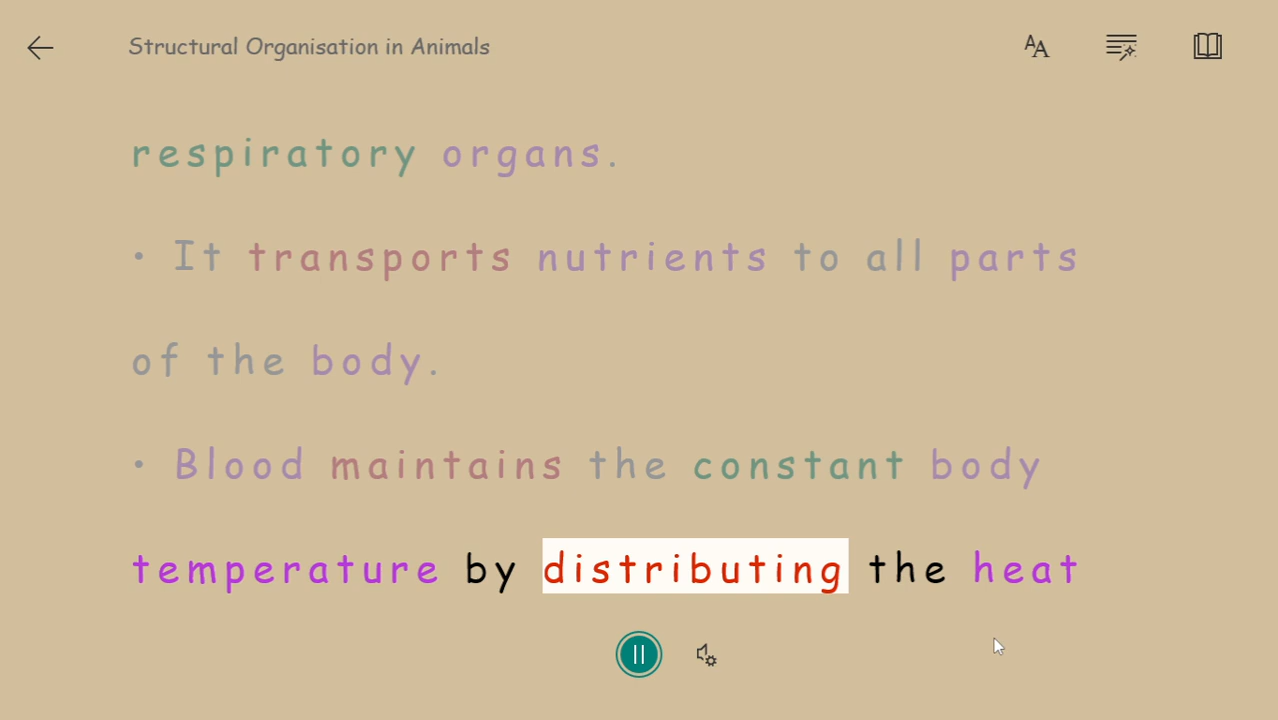 Structural Organisation in Animals
respiratory organs.
• It transports nutrients to all parts
of the body.
• Blood maintains the constant body
temperature by distributing the heat